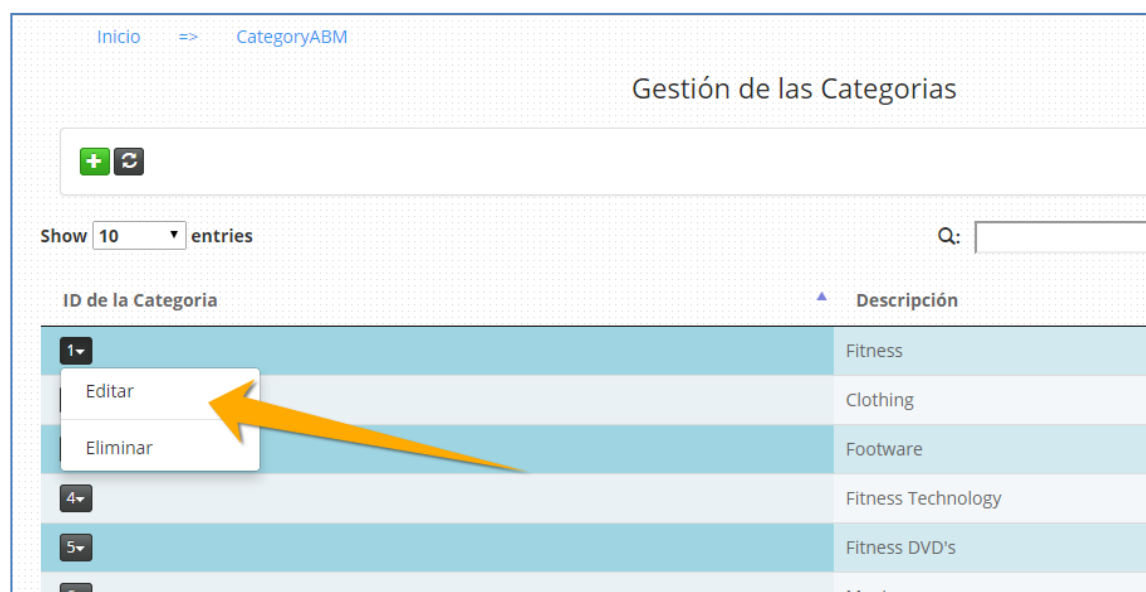 Inicio => CategoryABM
Gestión de las Categorias
Show 10 entries
Q:
ID de la Categoria Descripción
1 Fitness
Editar
Clothing
Eliminar
Footware
4 Fitness Technology
5 Fitness DVD's